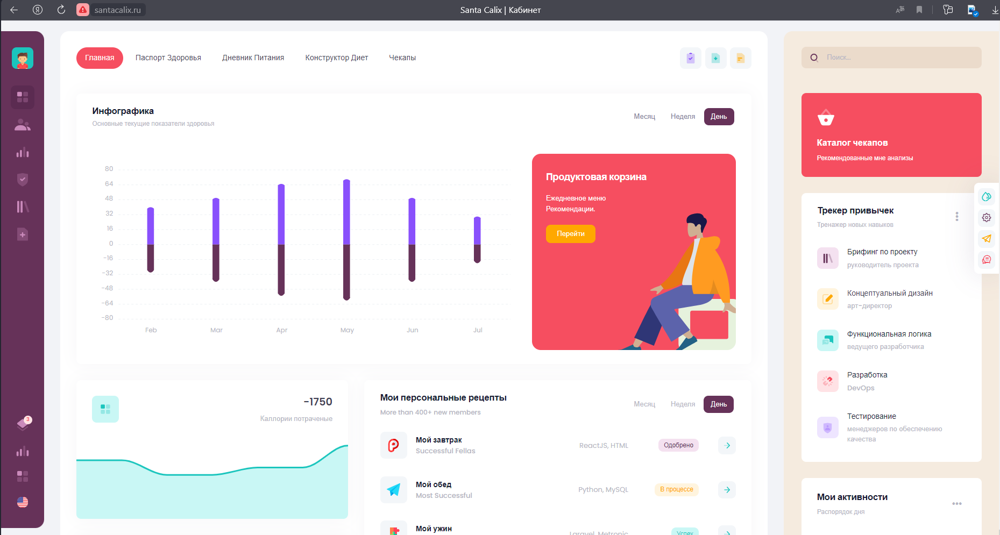 santacalix.ru
Santa Calix | Кабинет
Главная
Паспорт Здоровья
Дневник Питания
Конструктор Диет
Чекапы
Поиск...
Инфографика
Основные текущие показатели здоровья
Месяц
Неделя
День
80
64
48
32
16
0
-16
-32
-48
-64
-80
Feb
Mar
Apr
May
Jun
Jul
Продуктовая корзина
Ежедневное меню
Рекомендации.
Перейти
Каталог чекапов
Рекомендованные мне анализы
Трекер привычек
Тренажер новых навыков
Брифинг по проекту
руководитель проекта
Концептуальный дизайн
арт-директор
Функциональная логика
ведущего разработчика
Разработка
DevOps
Тестирование
менеджеров по обеспечению
качества
Мои активности
Распорядок дня
3
-1750
Каллории потраченые
Мои персональные рецепты
More than 400+ new members
Месяц
Неделя
День
Мой завтрак
Successful Fellas
ReactJS, HTML
Одобрено
Мой обед
Most Successful
Python, MySQL
В процессе
Мой ужин
Laravel, Metronic
Успех